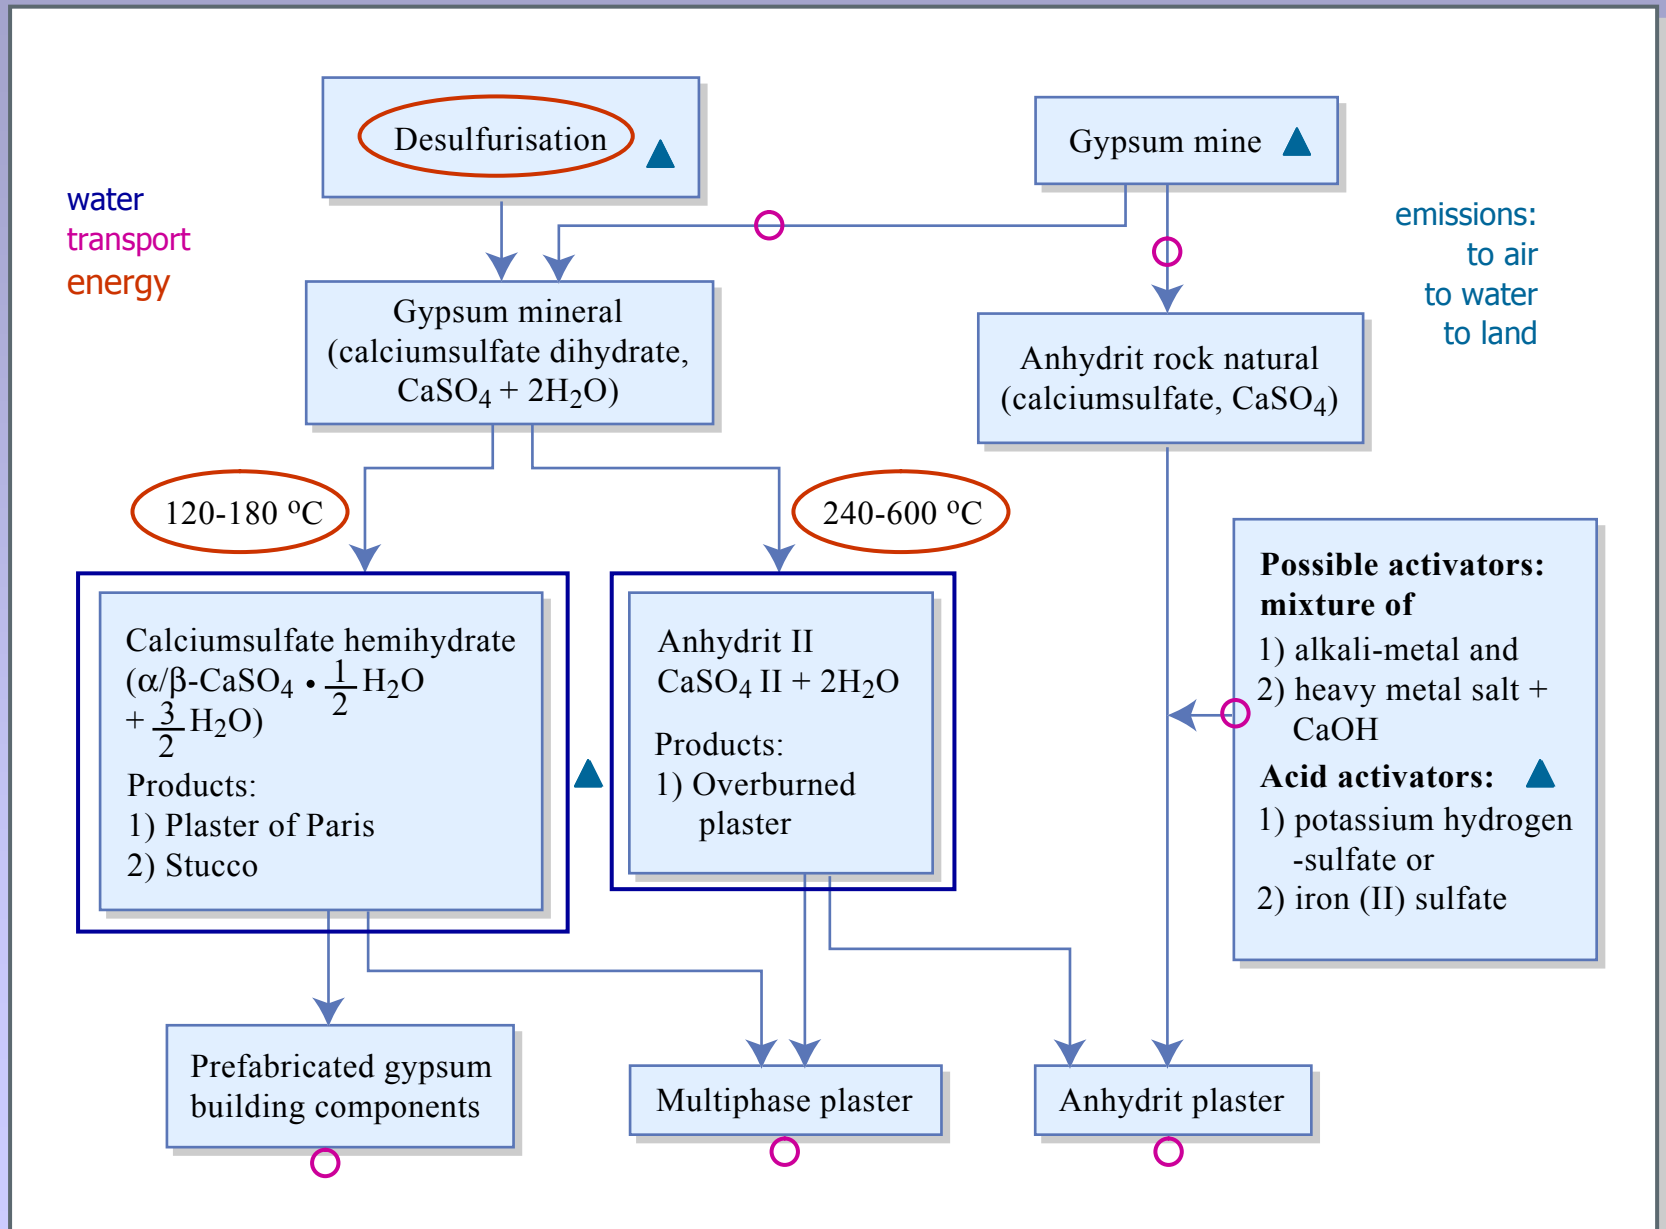 Desulfurisation
Gypsum mine
water
transport
energy
emissions:
to air
to water
to land
Gypsum mineral
(calciumsulfate dihydrate,
CaSO₄ + 2H₂O)
Anhydrit rock natural
(calciumsulfate, CaSO₄)
120-180 ºC
240-600 ºC
Calciumsulfate hemihydrate
(α/β-CaSO₄ • 1/2 H₂O
+ 3/2 H₂O)
Products:
1) Plaster of Paris
2) Stucco
Anhydrit II
CaSO₄ II + 2H₂O
Products:
1) Overburned
plaster
Possible activators:
mixture of
1) alkali-metal and
2) heavy metal salt +
CaOH
Acid activators:
1) potassium hydrogen
-sulfate or
2) iron (II) sulfate
Prefabricated gypsum
building components
Multiphase plaster
Anhydrit plaster